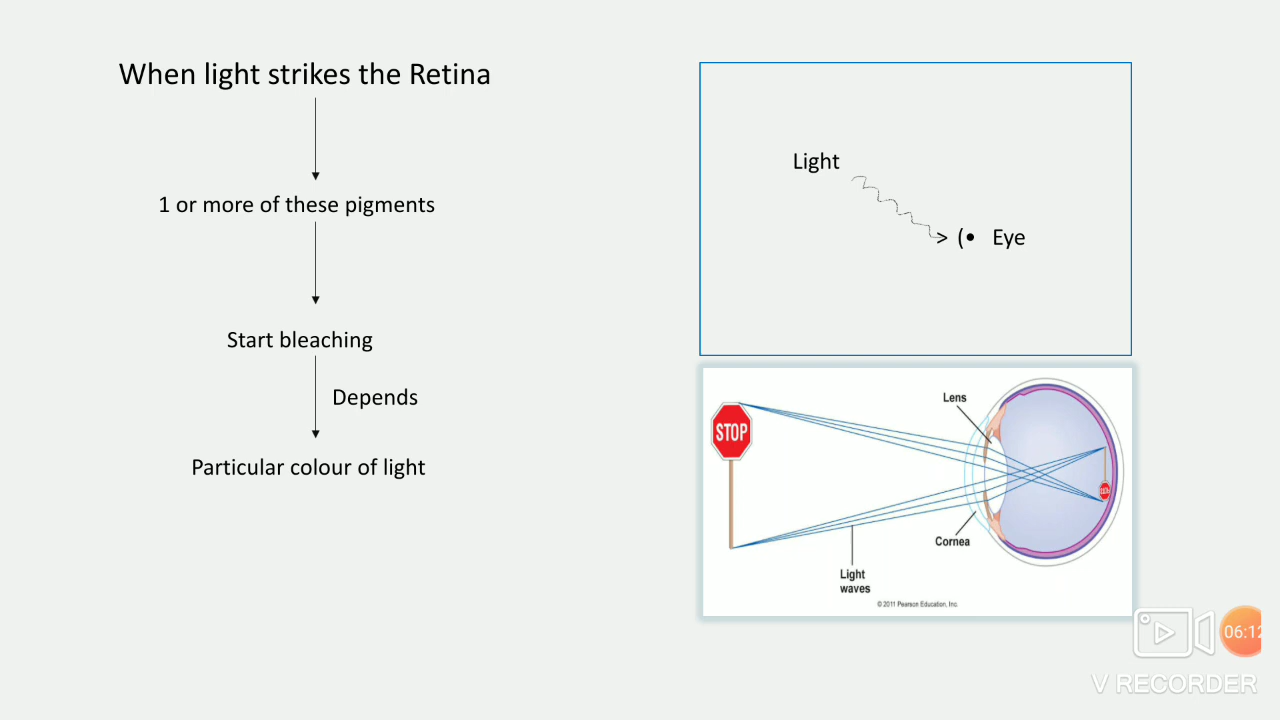 When light strikes the Retina
1 or more of these pigments
Start bleaching
Depends
Particular colour of light
Light
> (• Eye
Lens
STOP
Cornea
Light
waves
© 2011 Pearson Education, Inc.
06:12
V RECORDER